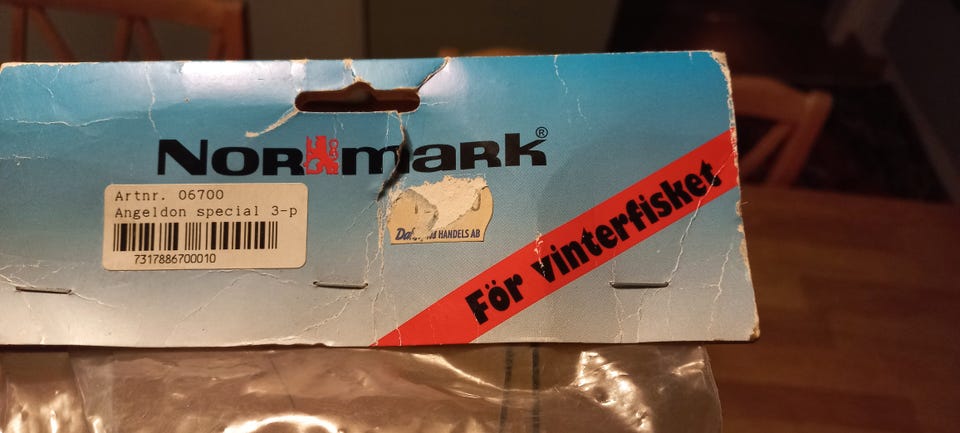 Normark®
Artnr. 06700
Angeldon special 3-p
7317886700010
HANDELS AB
För vinterfisket